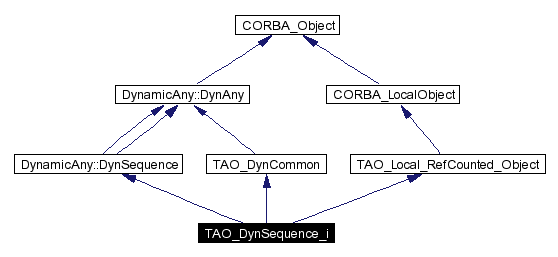 CORBA_Object
DynamicAny::DynAny
CORBA_LocalObject
DynamicAny::DynSequence
TAO_DynCommon
TAO_Local_RefCounted_Object
TAO_DynSequence_i